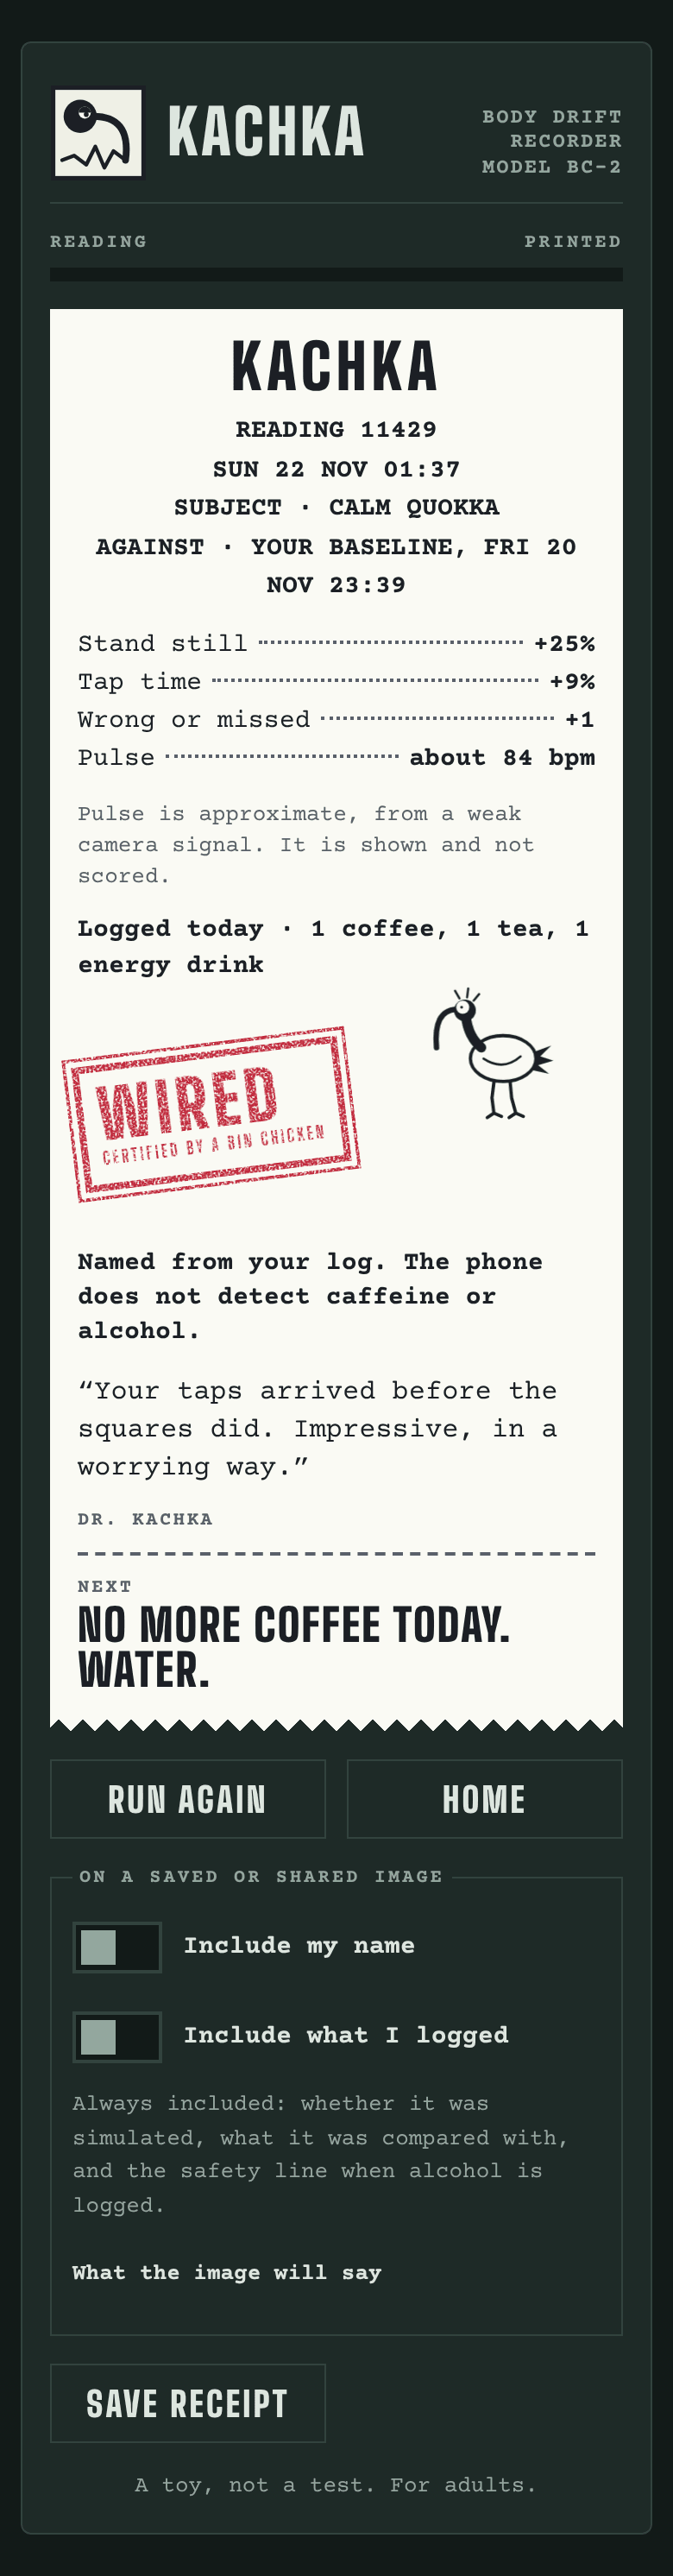 KACHKA
BODY DRIFT
RECORDER
MODEL BC-2
READING PRINTED
KACHKA
READING 11429
SUN 22 NOV 01:37
SUBJECT · CALM QUOKKA
AGAINST · YOUR BASELINE, FRI 20
NOV 23:39
Stand still +25%
Tap time +9%
Wrong or missed +1
Pulse about 84 bpm
Pulse is approximate, from a weak
camera signal. It is shown and not
scored.
Logged today · 1 coffee, 1 tea, 1
energy drink
WIRED
CERTIFIED BY A BIN CHICKEN
Named from your log. The phone
does not detect caffeine or
alcohol.
“Your taps arrived before the
squares did. Impressive, in a
worrying way.”
DR. KACHKA
NEXT
NO MORE COFFEE TODAY.
WATER.
RUN AGAIN HOME
ON A SAVED OR SHARED IMAGE
Include my name
Include what I logged
Always included: whether it was
simulated, what it was compared with,
and the safety line when alcohol is
logged.
What the image will say
SAVE RECEIPT
A toy, not a test. For adults.